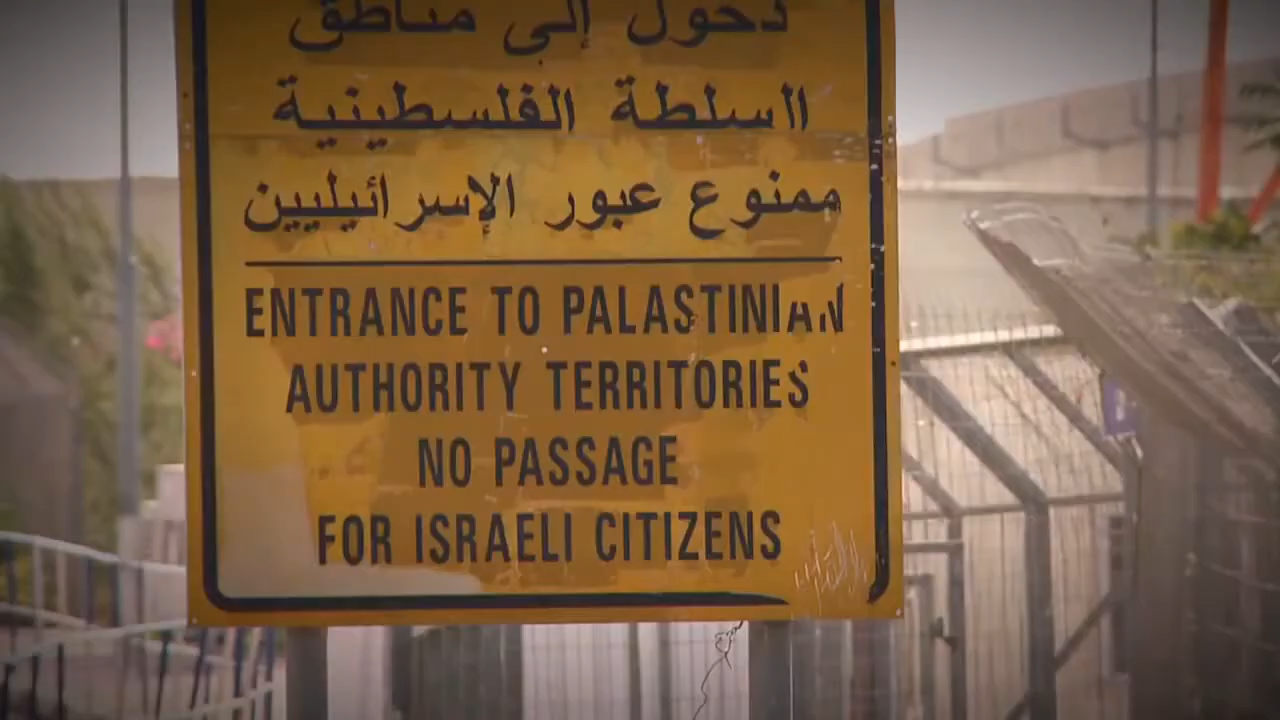 دخول إلى مناطق
السلطة الفلسطينية
ممنوع عبور الإسرائيليين
ENTRANCE TO PALASTINIAN
AUTHORITY TERRITORIES
NO PASSAGE
FOR ISRAELI CITIZENS